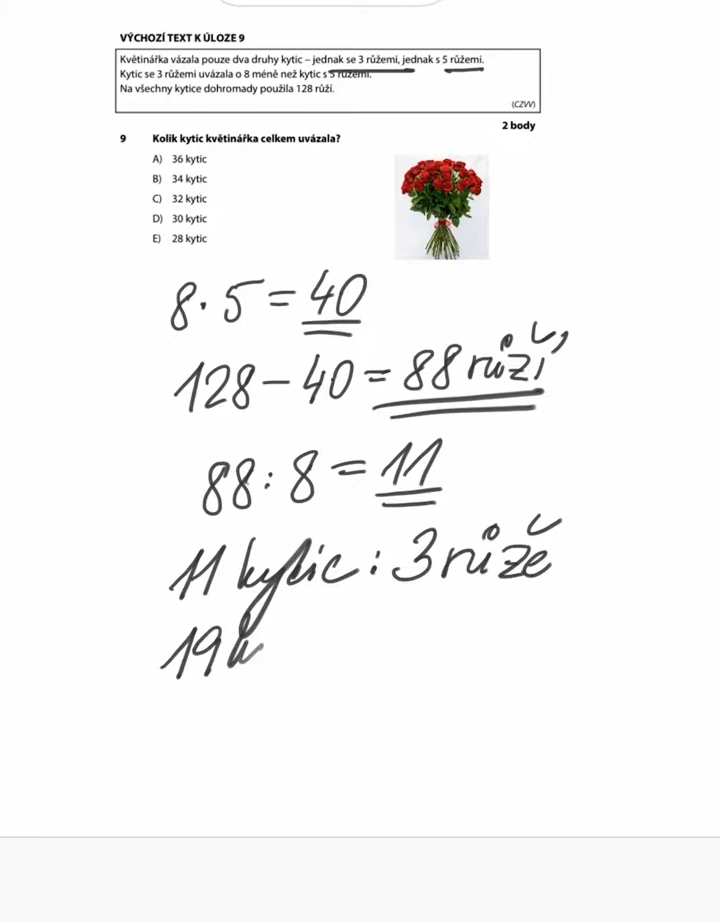 VÝCHOZÍ TEXT K ÚLOZE 9
Květinářka vázala pouze dva druhy kytic – jednak se 3 růžemi, jednak s 5 růžemi.
Kytic se 3 růžemi uvázala o 8 méně než kytic s 5 růžemi.
Na všechny kytice dohromady použila 128 růží.
(CZVV)
2 body
9 Kolik kytic květinářka celkem uvázala?
A) 36 kytic
B) 34 kytic
C) 32 kytic
D) 30 kytic
E) 28 kytic
8 · 5 = 40
128 – 40 = 88 růží
88 : 8 = 11
11 kytic : 3 růže
19 k